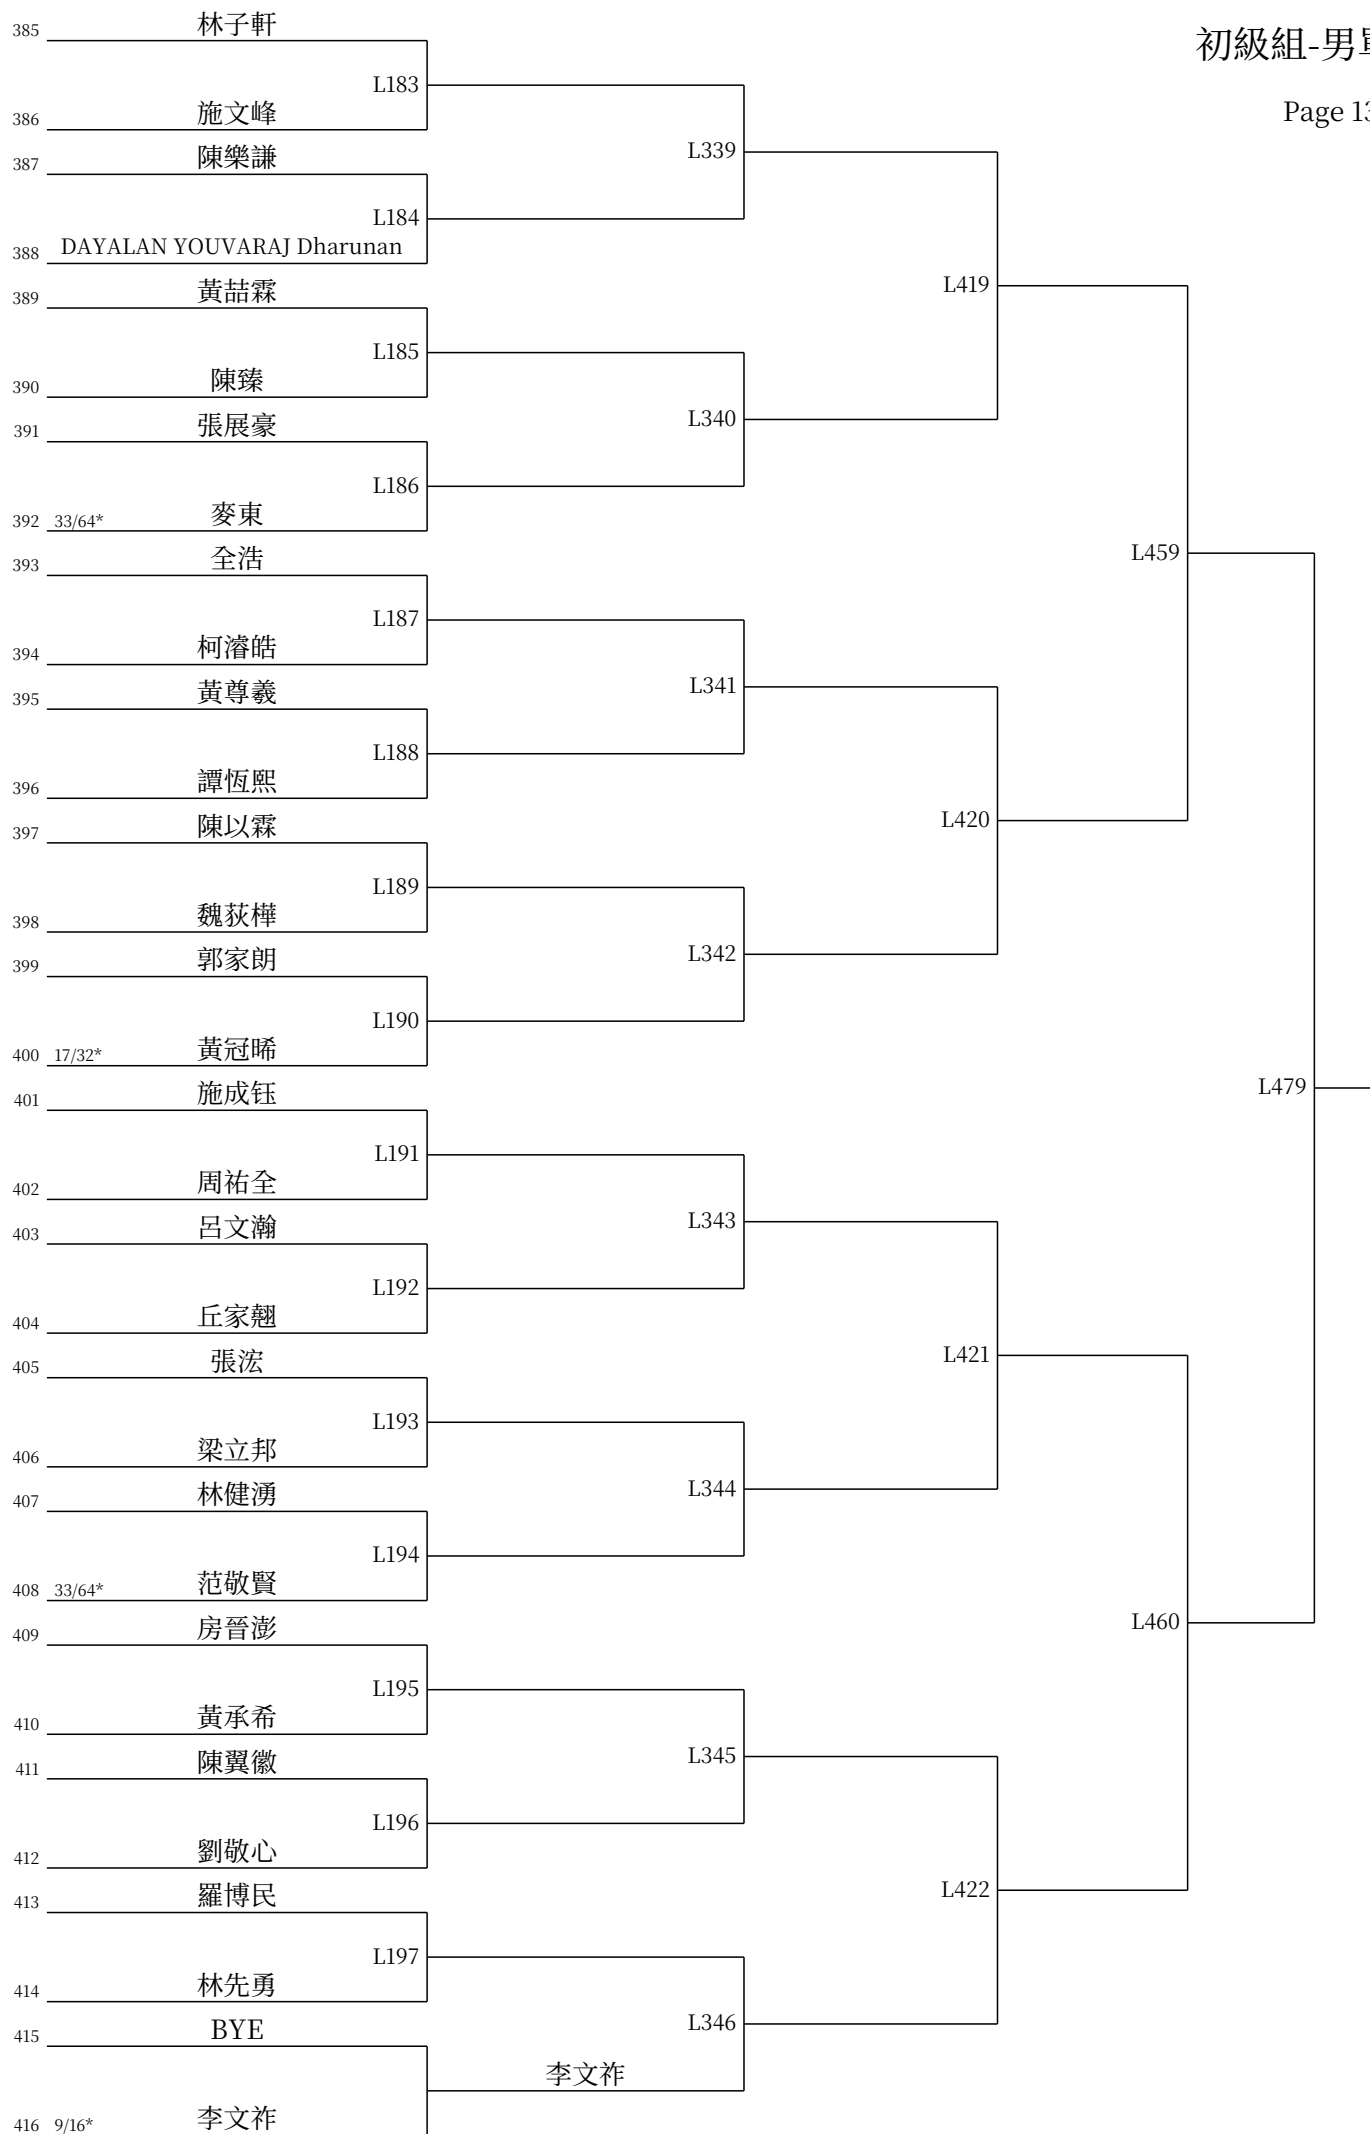 初級組-男單
Page 13
385 林子軒
L183
386 施文峰
387 陳樂謙
L339
L184
388 DAYALAN YOUVARAJ Dharunan
389 黃喆霖
L419
L185
390 陳臻
391 張展豪
L340
L186
392 33/64* 麥東
393 全浩
L459
L187
394 柯濬皓
395 黃尊羲
L341
L188
396 譚恆熙
397 陳以霖
L420
L189
398 魏荻樺
399 郭家朗
L342
L190
400 17/32* 黃冠晞
401 施成钰
L479
L191
402 周祐全
403 呂文瀚
L343
L192
404 丘家翹
405 張浤
L421
L193
406 梁立邦
407 林健湧
L344
L194
408 33/64* 范敬賢
409 房晉澎
L460
L195
410 黃承希
411 陳翼徽
L345
L196
412 劉敬心
413 羅博民
L422
L197
414 林先勇
415 BYE
L346
李文祚
416 9/16* 李文祚